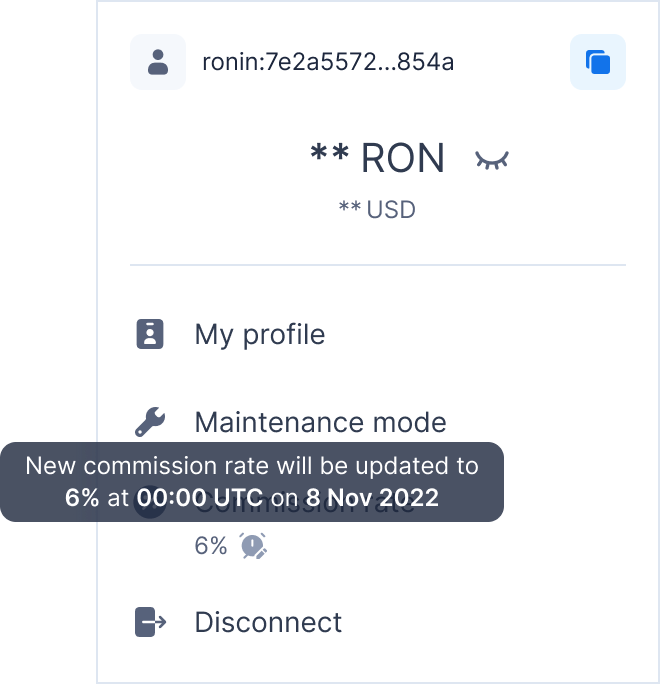 ronin:7e2a5572...854a
** RON
** USD
My profile
Maintenance mode
New commission rate will be updated to
6% at 00:00 UTC on 8 Nov 2022
Commission rate
6%
Disconnect